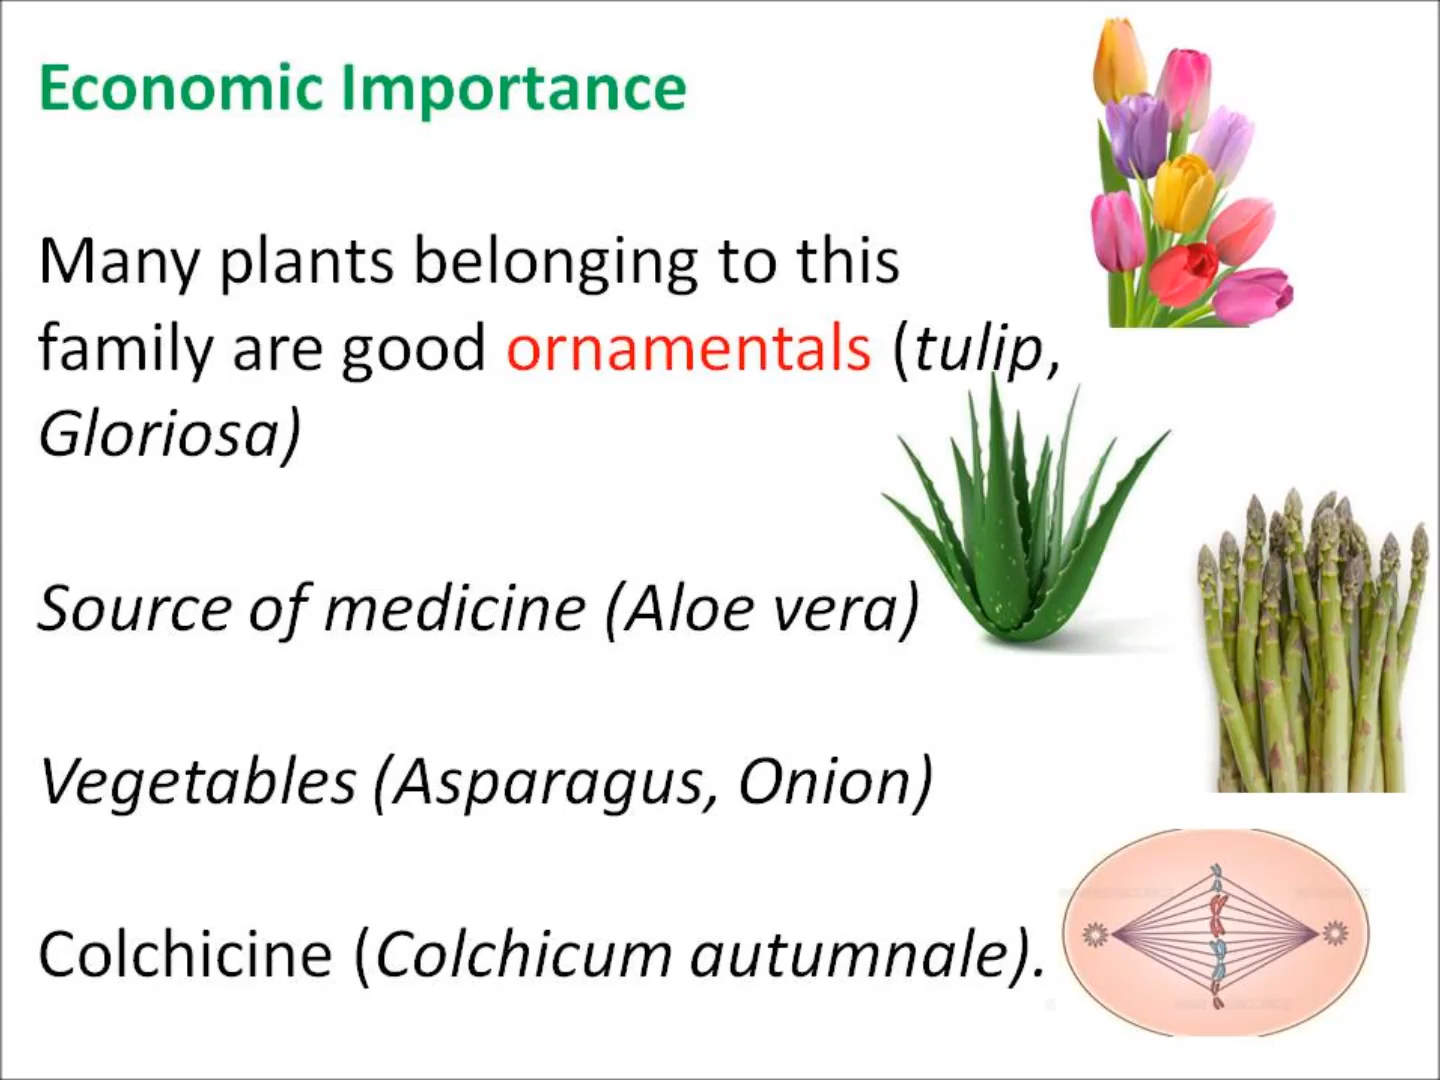 Economic Importance
Many plants belonging to this
family are good ornamentals (tulip,
Gloriosa)
Source of medicine (Aloe vera)
Vegetables (Asparagus, Onion)
Colchicine (Colchicum autumnale).